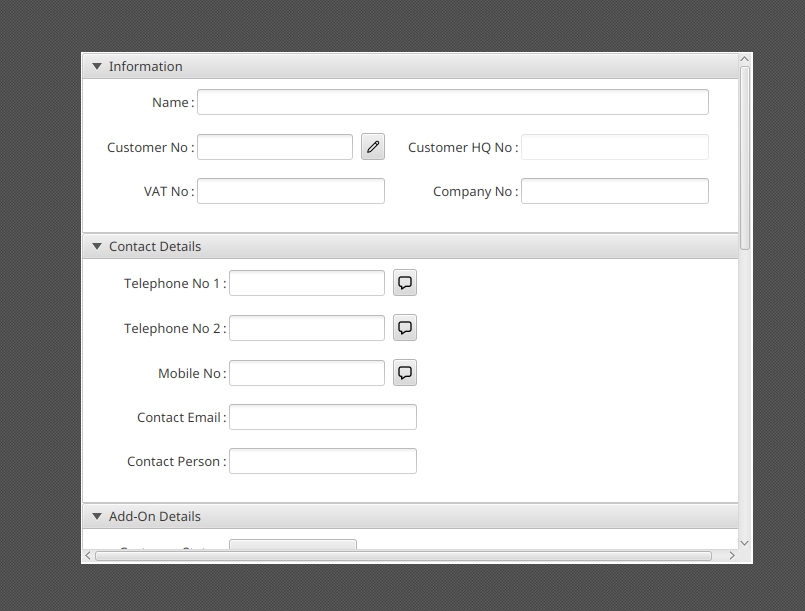 Information
Name :
Customer No :
Customer HQ No :
VAT No :
Company No :
Contact Details
Telephone No 1 :
Telephone No 2 :
Mobile No :
Contact Email :
Contact Person :
Add-On Details